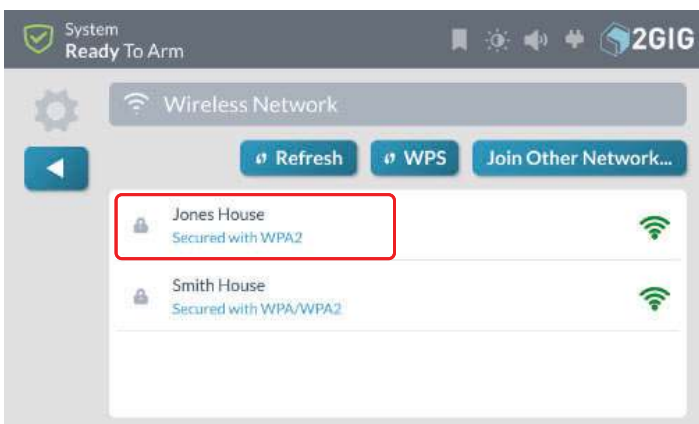 System
Ready To Arm
2GIG
Wireless Network
Refresh
WPS
Join Other Network...
Jones House
Secured with WPA2
Smith House
Secured with WPA/WPA2